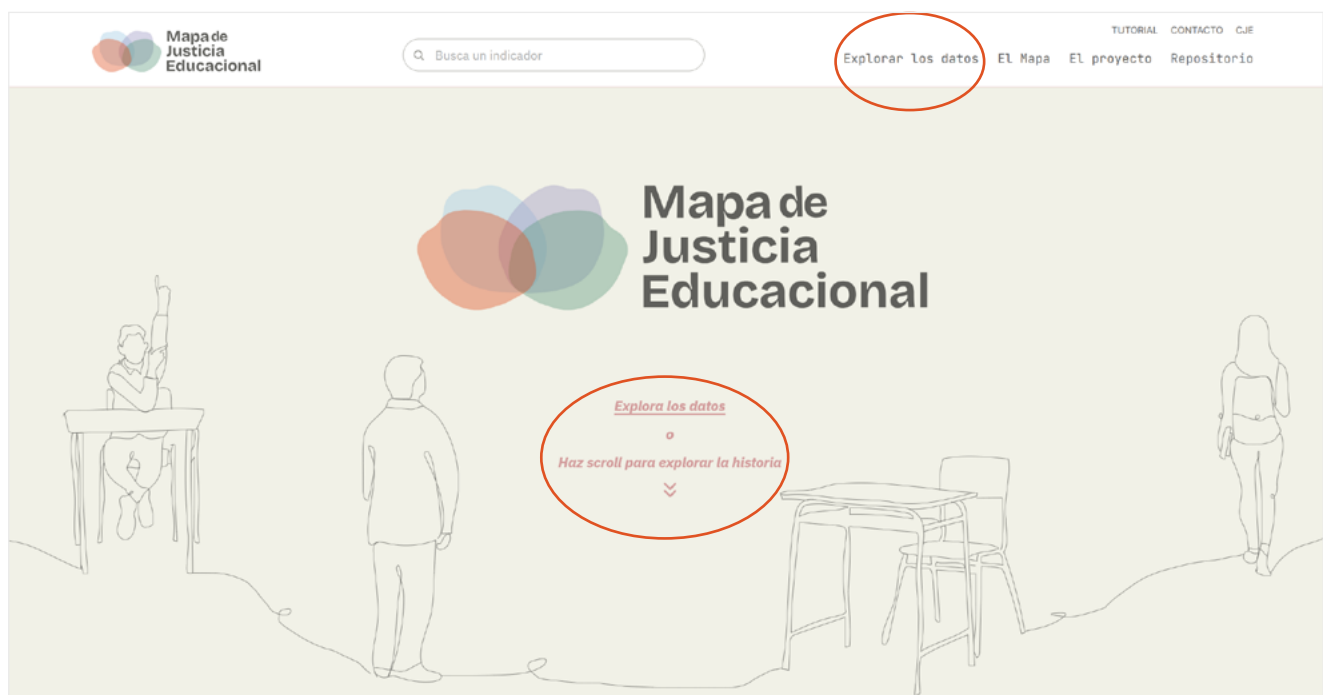 Mapa de
Justicia
Educacional
Busca un indicador
TUTORIAL CONTACTO CJE
Explorar los datos El Mapa El proyecto Repositorio
Mapa de
Justicia
Educacional
Explora los datos
o
Haz scroll para explorar la historia